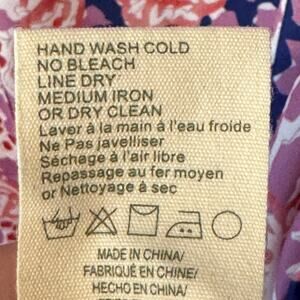 HAND WASH COLD
NO BLEACH
LINE DRY
MEDIUM IRON
OR DRY CLEAN
Laver à la main à l'eau froide
Ne Pas javelliser
Séchage à l'air libre
Repassage au fer moyen
or Nettoyage à sec
MADE IN CHINA/
FABRIQUÉ EN CHINE/
HECHO EN CHINA/